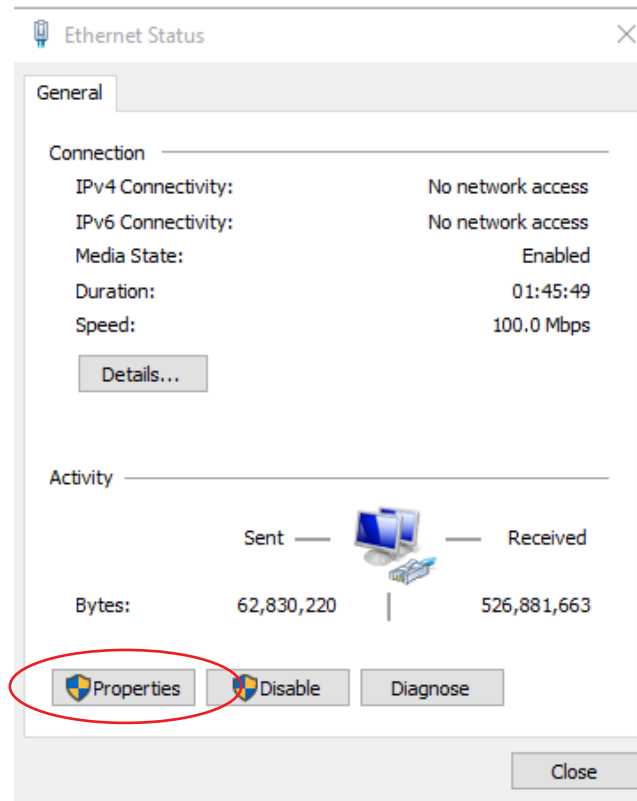 Ethernet Status
General
Connection
IPv4 Connectivity: No network access
IPv6 Connectivity: No network access
Media State: Enabled
Duration: 01:45:49
Speed: 100.0 Mbps
Details...
Activity
Sent Received
Bytes: 62,830,220 526,881,663
Properties Disable Diagnose
Close